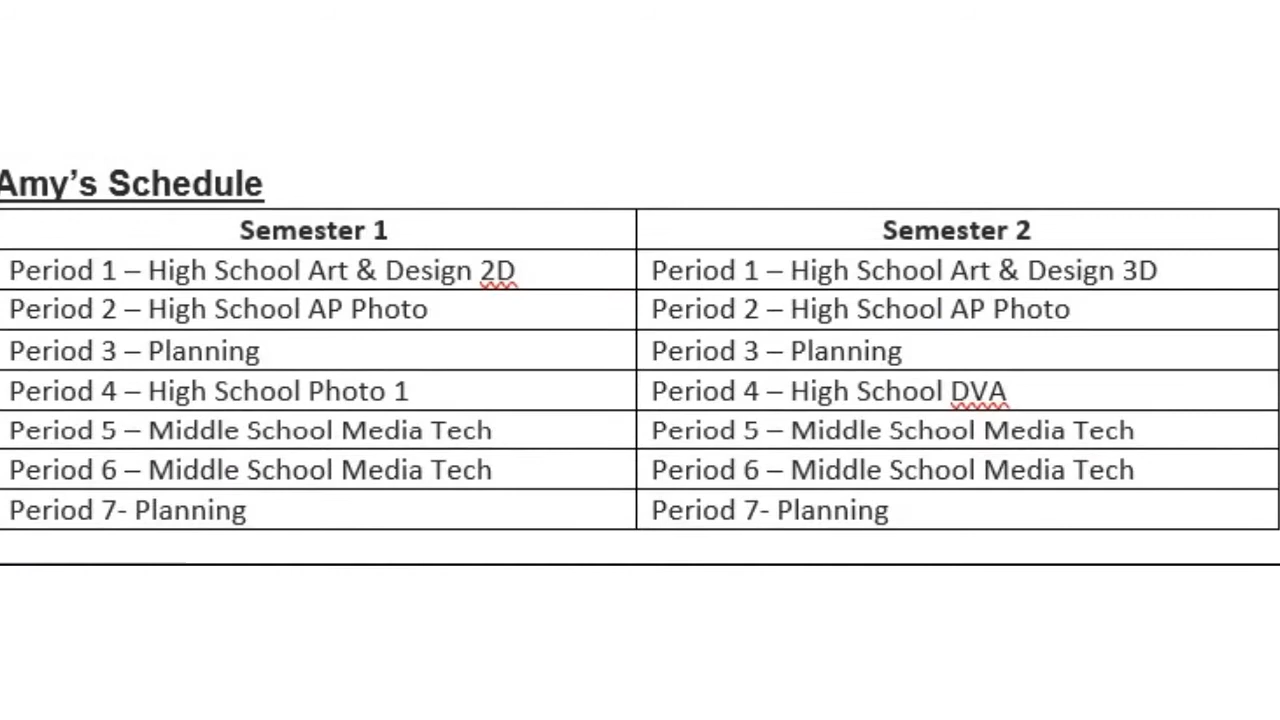 Amy's Schedule
Semester 1 Semester 2
Period 1 – High School Art & Design 2D Period 1 – High School Art & Design 3D
Period 2 – High School AP Photo Period 2 – High School AP Photo
Period 3 – Planning Period 3 – Planning
Period 4 – High School Photo 1 Period 4 – High School DVA
Period 5 – Middle School Media Tech Period 5 – Middle School Media Tech
Period 6 – Middle School Media Tech Period 6 – Middle School Media Tech
Period 7- Planning Period 7- Planning